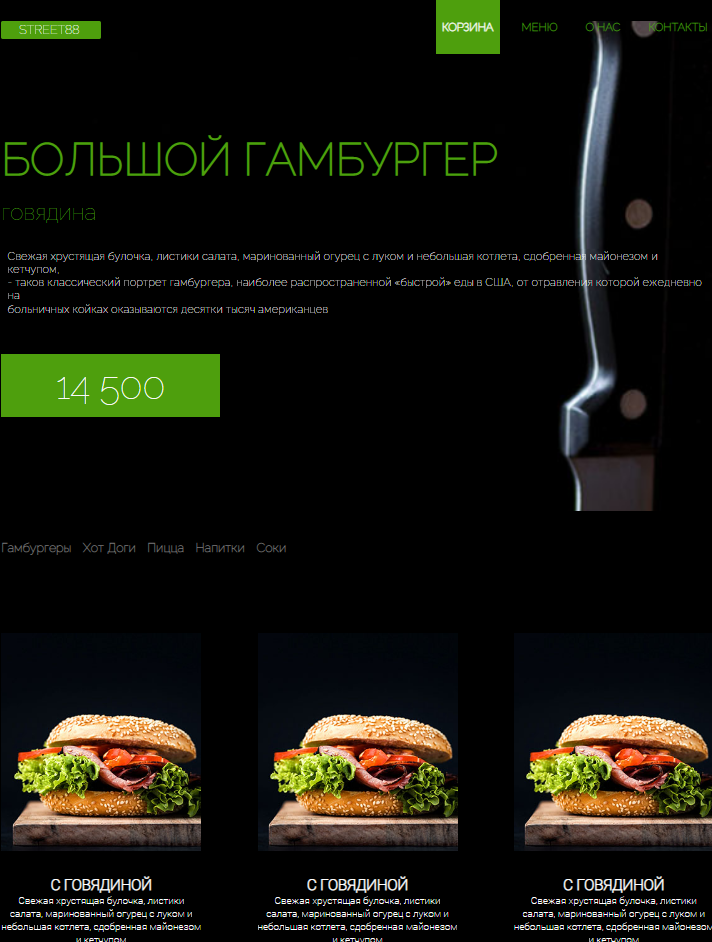 STREET88
КОРЗИНА МЕНЮ О НАС КОНТАКТЫ
БОЛЬШОЙ ГАМБУРГЕР
говядина
Свежая хрустящая булочка, листики салата, маринованный огурец с луком и небольшая котлета, сдобренная майонезом и
кетчупом,
- таков классический портрет гамбургера, наиболее распространенной «быстрой» еды в США, от отравления которой ежедневно
на
больничных койках оказываются десятки тысяч американцев
14 500
Гамбургеры Хот Доги Пицца Напитки Соки
С ГОВЯДИНОЙ С ГОВЯДИНОЙ С ГОВЯДИНОЙ
Свежая хрустящая булочка, листики Свежая хрустящая булочка, листики Свежая хрустящая булочка, листики
салата, маринованный огурец с луком и салата, маринованный огурец с луком и салата, маринованный огурец с луком и
небольшая котлета, сдобренная майонезом небольшая котлета, сдобренная майонезом небольшая котлета, сдобренная майонезом
и кетчупом и кетчупом и кетчупом